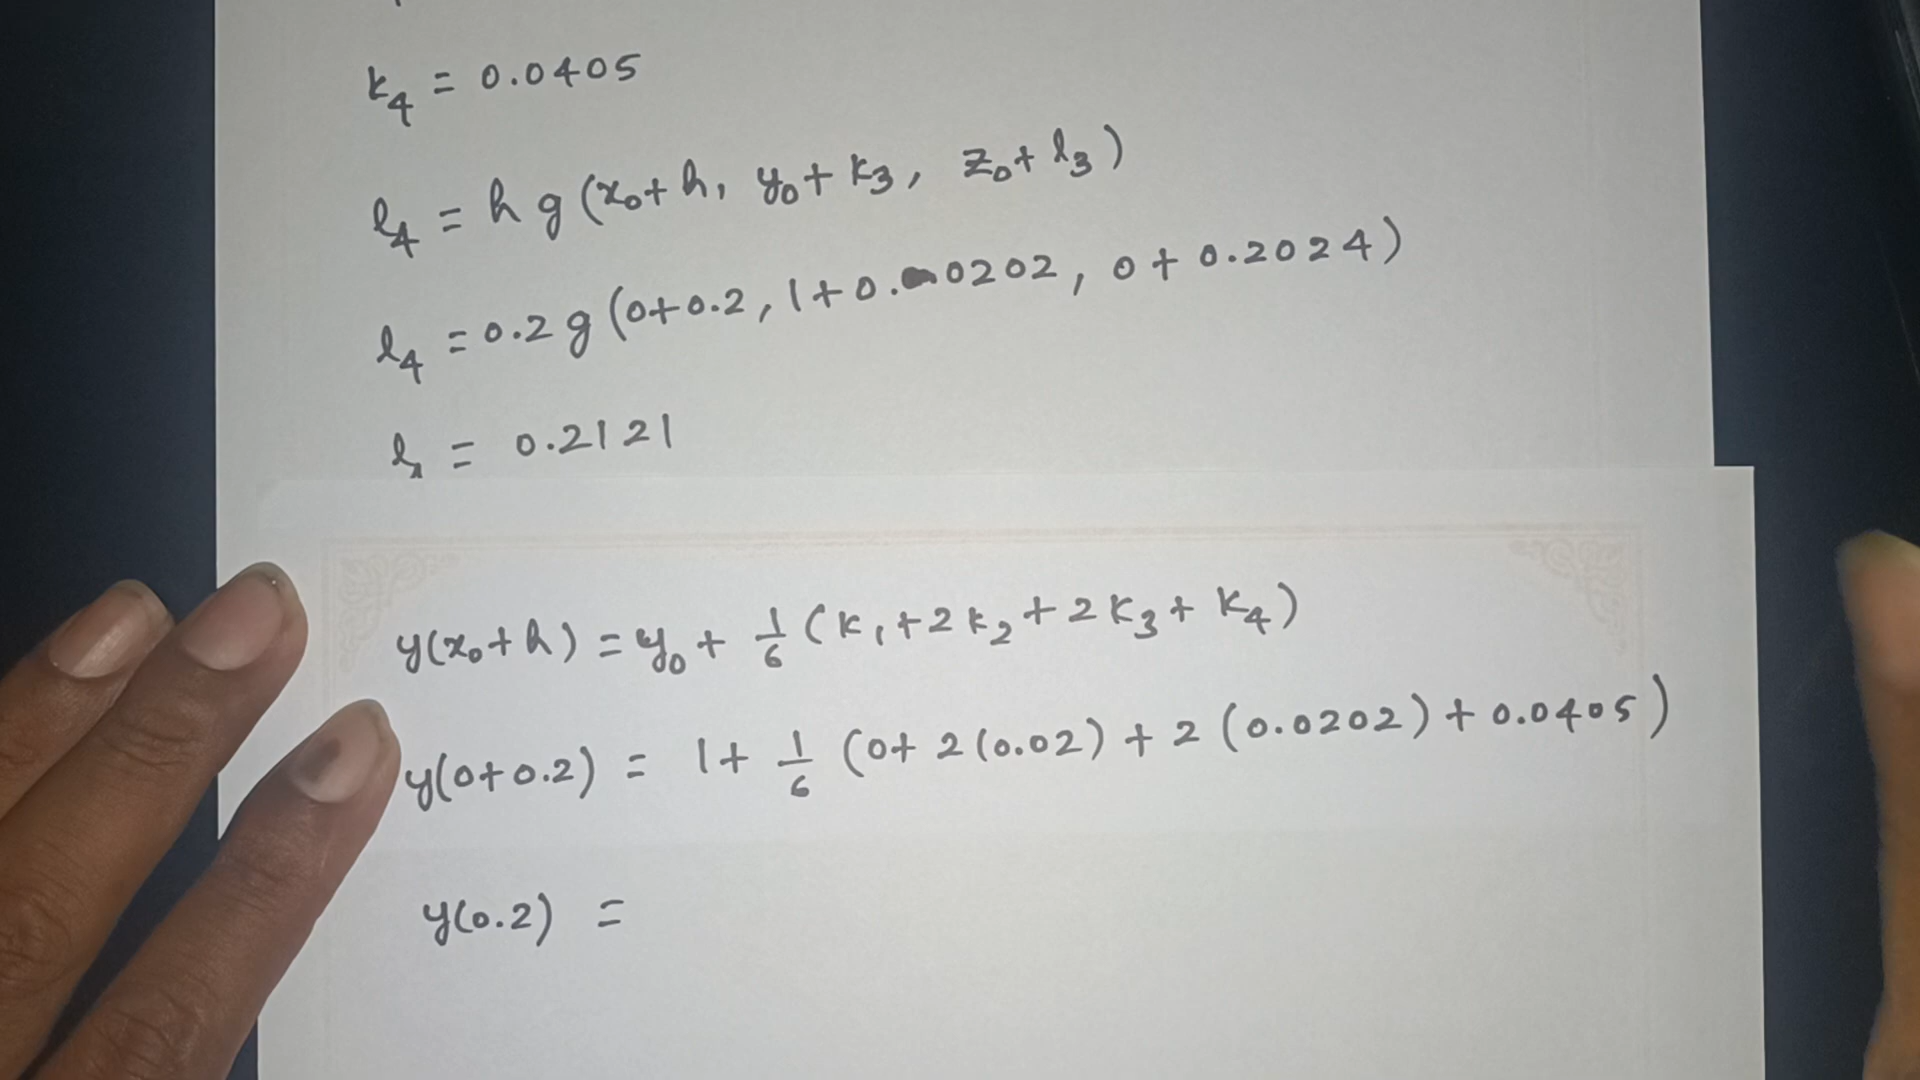 k₄ = 0.0405
l₄ = h g (x₀ + h, y₀ + k₃, z₀ + l₃)
l₄ = 0.2 g (0+0.2, 1+0.0202, 0+0.2024)
l = 0.2121
y(x₀+h) = y₀ + 1/6 (k₁ + 2k₂ + 2k₃ + k₄)
y(0+0.2) = 1 + 1/6 (0 + 2(0.02) + 2(0.0202) + 0.0405)
y(0.2) =